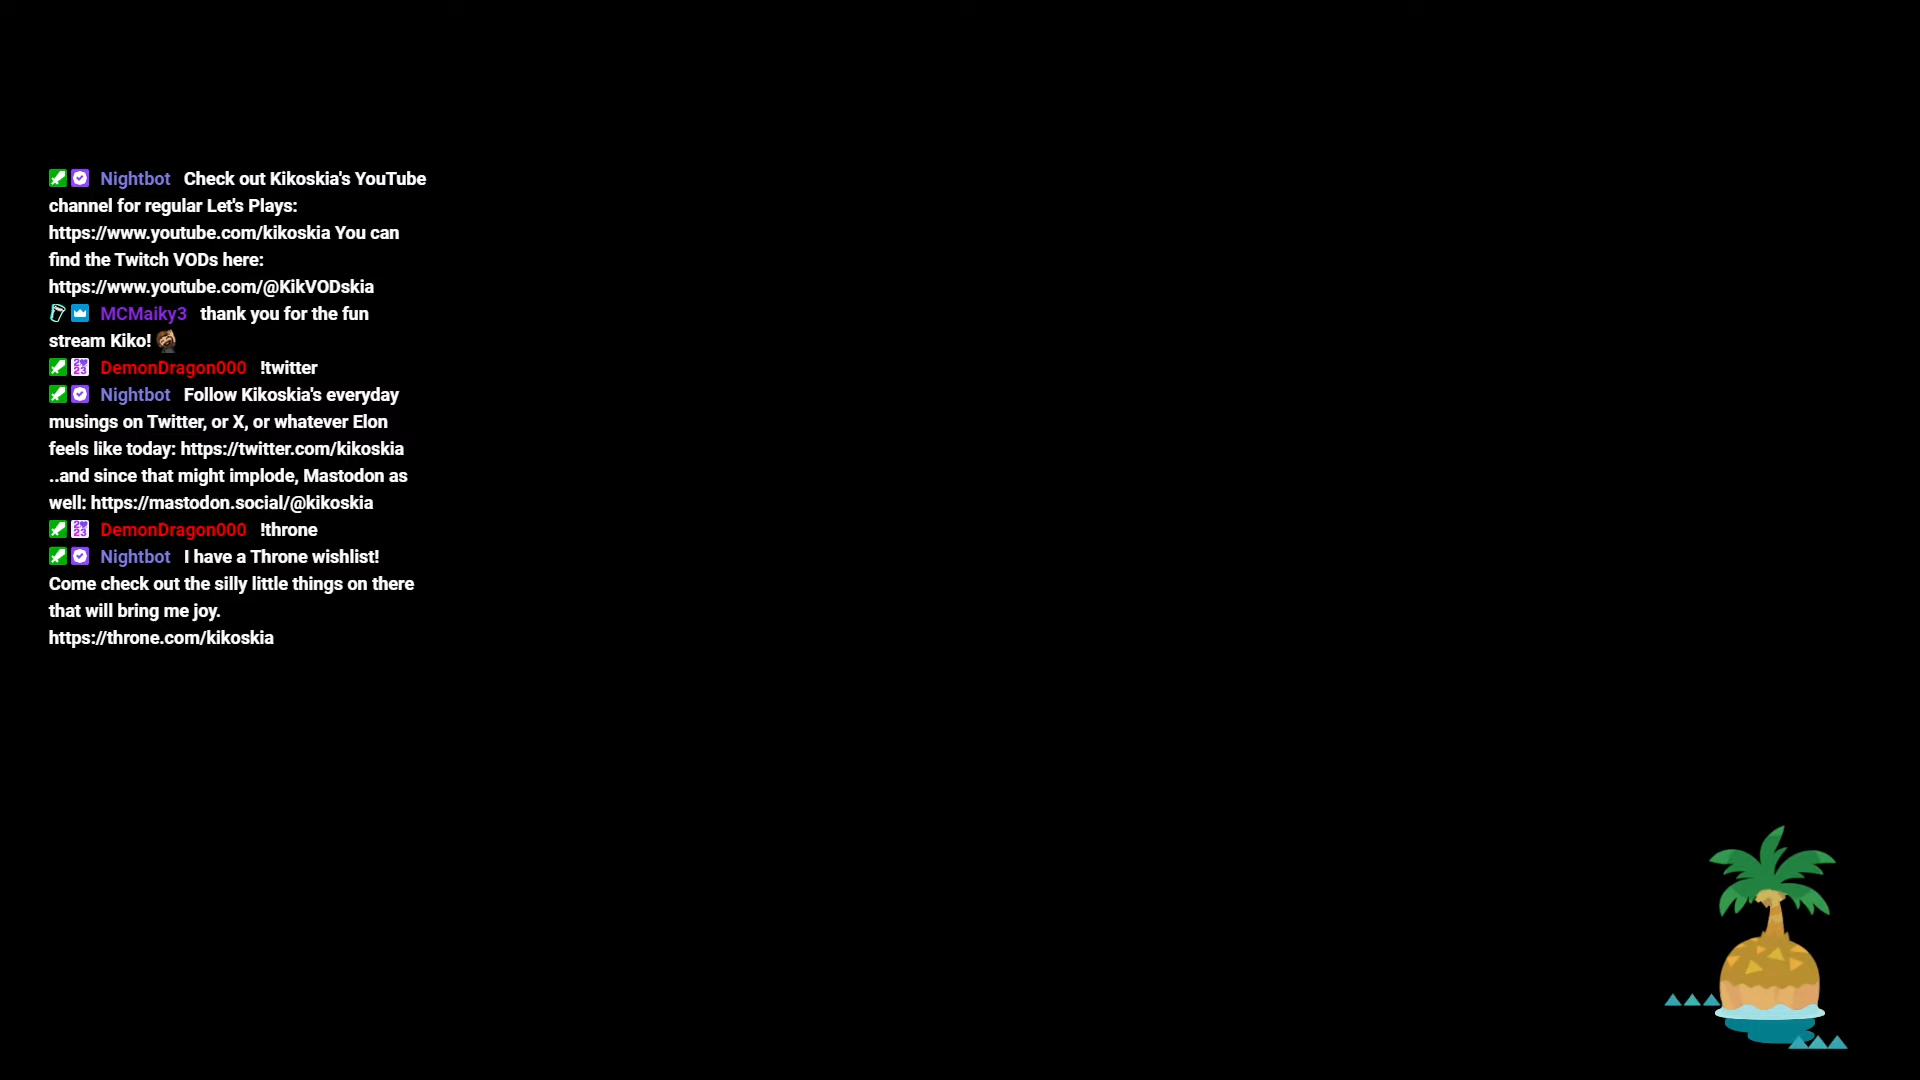 Nightbot Check out Kikoskia's YouTube
channel for regular Let's Plays:
https://www.youtube.com/kikoskia You can
find the Twitch VODs here:
https://www.youtube.com/@KikVODskia
MCMaiky3 thank you for the fun
stream Kiko!
DemonDragon000 !twitter
Nightbot Follow Kikoskia's everyday
musings on Twitter, or X, or whatever Elon
feels like today: https://twitter.com/kikoskia
..and since that might implode, Mastodon as
well: https://mastodon.social/@kikoskia
DemonDragon000 !throne
Nightbot I have a Throne wishlist!
Come check out the silly little things on there
that will bring me joy.
https://throne.com/kikoskia